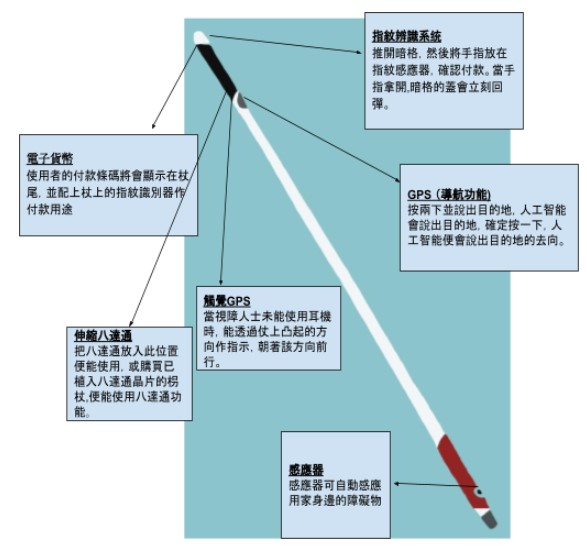 指紋辨識系統
推開暗格，然後將手指放在
指紋感應器，確認付款。當手
指拿開,暗格的蓋會立刻回
彈。
電子貨幣
使用者的付款條碼將會顯示在杖
尾，並配上杖上的指紋識別器作
付款用途
GPS（導航功能)
按兩下並說出目的地，人工智能
會說出目的地，確定按一下，人
工智能便會說出目的地的去向。
觸覺GPS
當視障人士未能使用耳機
時，能透過杖上凸起的方
向作指示，朝著該方向前
行。
伸縮八達通
把八達通放入此位置
便能使用，或購買已
植入八達通晶片的柺
杖,便能使用八達通功
能。
感應器
感應器可自動感應
用家身邊的障礙物